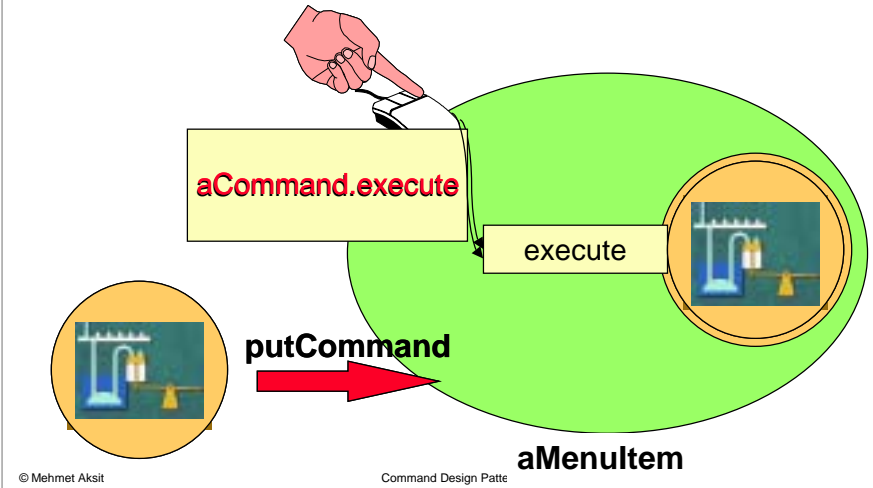 aCommand.execute
execute
putCommand
aMenuItem
© Mehmet Aksit
Command Design Patte